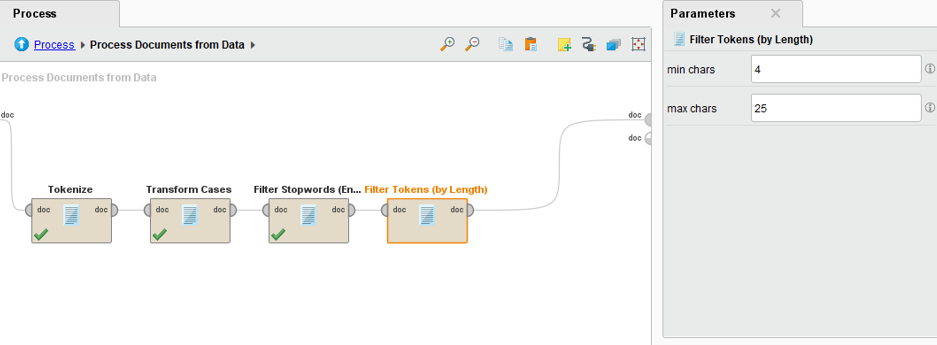 Process
Parameters
Process Process Documents from Data
Filter Tokens (by Length)
Process Documents from Data
min chars 4
max chars 25
doc
doc
doc
Tokenize
Transform Cases
Filter Stopwords (En...
Filter Tokens (by Length)
doc doc
doc doc
doc doc
doc doc